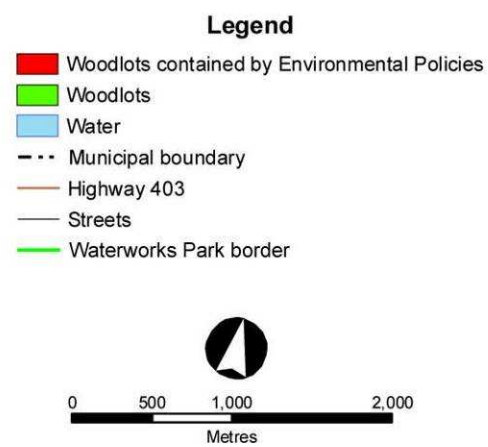 Legend
Woodlots contained by Environmental Policies
Woodlots
Water
Municipal boundary
Highway 403
Streets
Waterworks Park border
0 500 1,000 2,000
Metres